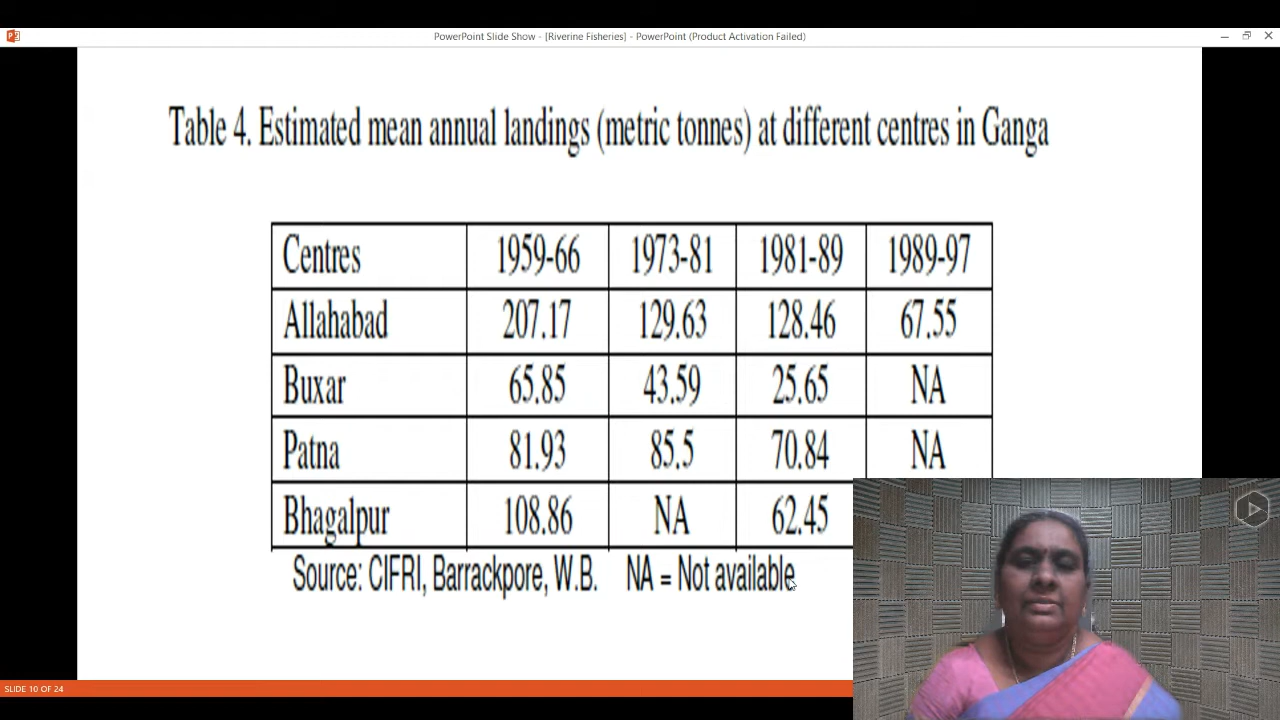 PowerPoint Slide Show - [Riverine Fisheries] - PowerPoint (Product Activation Failed)
Table 4. Estimated mean annual landings (metric tonnes) at different centres in Ganga
Centres 1959-66 1973-81 1981-89 1989-97
Allahabad 207.17 129.63 128.46 67.55
Buxar 65.85 43.59 25.65 NA
Patna 81.93 85.5 70.84 NA
Bhagalpur 108.86 NA 62.45
Source: CIFRI, Barrackpore, W.B. NA = Not available
SLIDE 10 OF 24